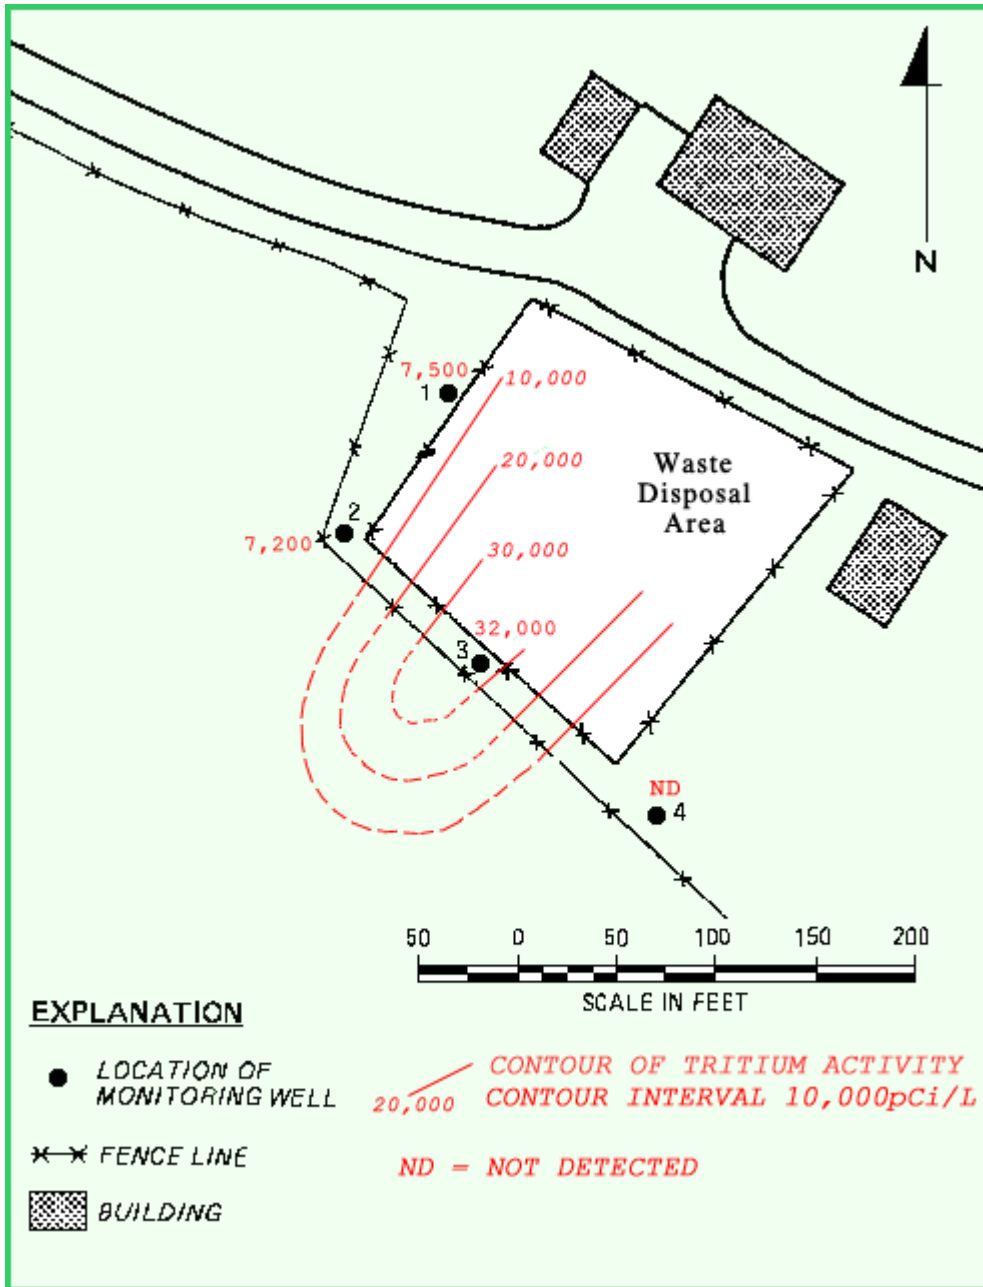 N
7,500
1
10,000
20,000
Waste
Disposal
Area
2
7,200
30,000
32,000
3
ND
4
50 0 50 100 150 200
SCALE IN FEET
EXPLANATION
LOCATION OF
MONITORING WELL
FENCE LINE
BUILDING
20,000
CONTOUR OF TRITIUM ACTIVITY
CONTOUR INTERVAL 10,000pCi/L
ND = NOT DETECTED